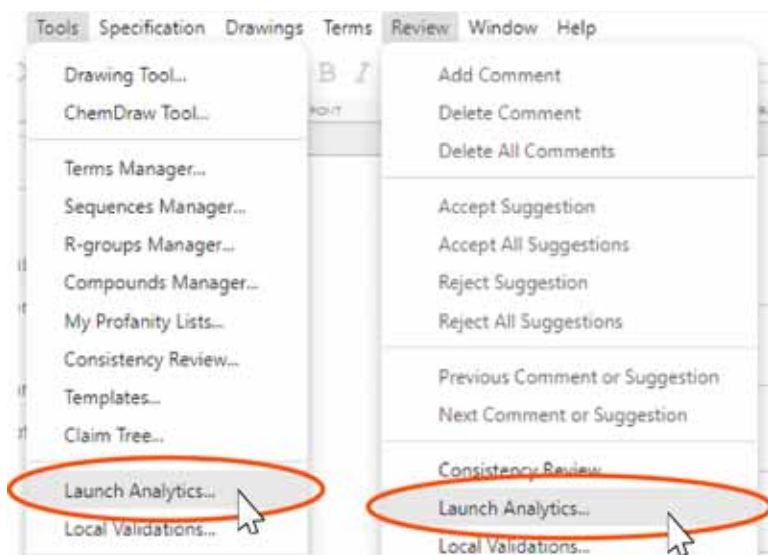 Tools Specification Drawings Terms Review Window Help
B I
Drawing Tool...
ChemDraw Tool...
Terms Manager...
Sequences Manager...
R-groups Manager...
Compounds Manager...
My Profanity Lists...
Consistency Review...
Templates...
Claim Tree...
Launch Analytics...
Local Validations...
Add Comment
Delete Comment
Delete All Comments
Accept Suggestion
Accept All Suggestions
Reject Suggestion
Reject All Suggestions
Previous Comment or Suggestion
Next Comment or Suggestion
Consistency Review
Launch Analytics...
Local Validations...